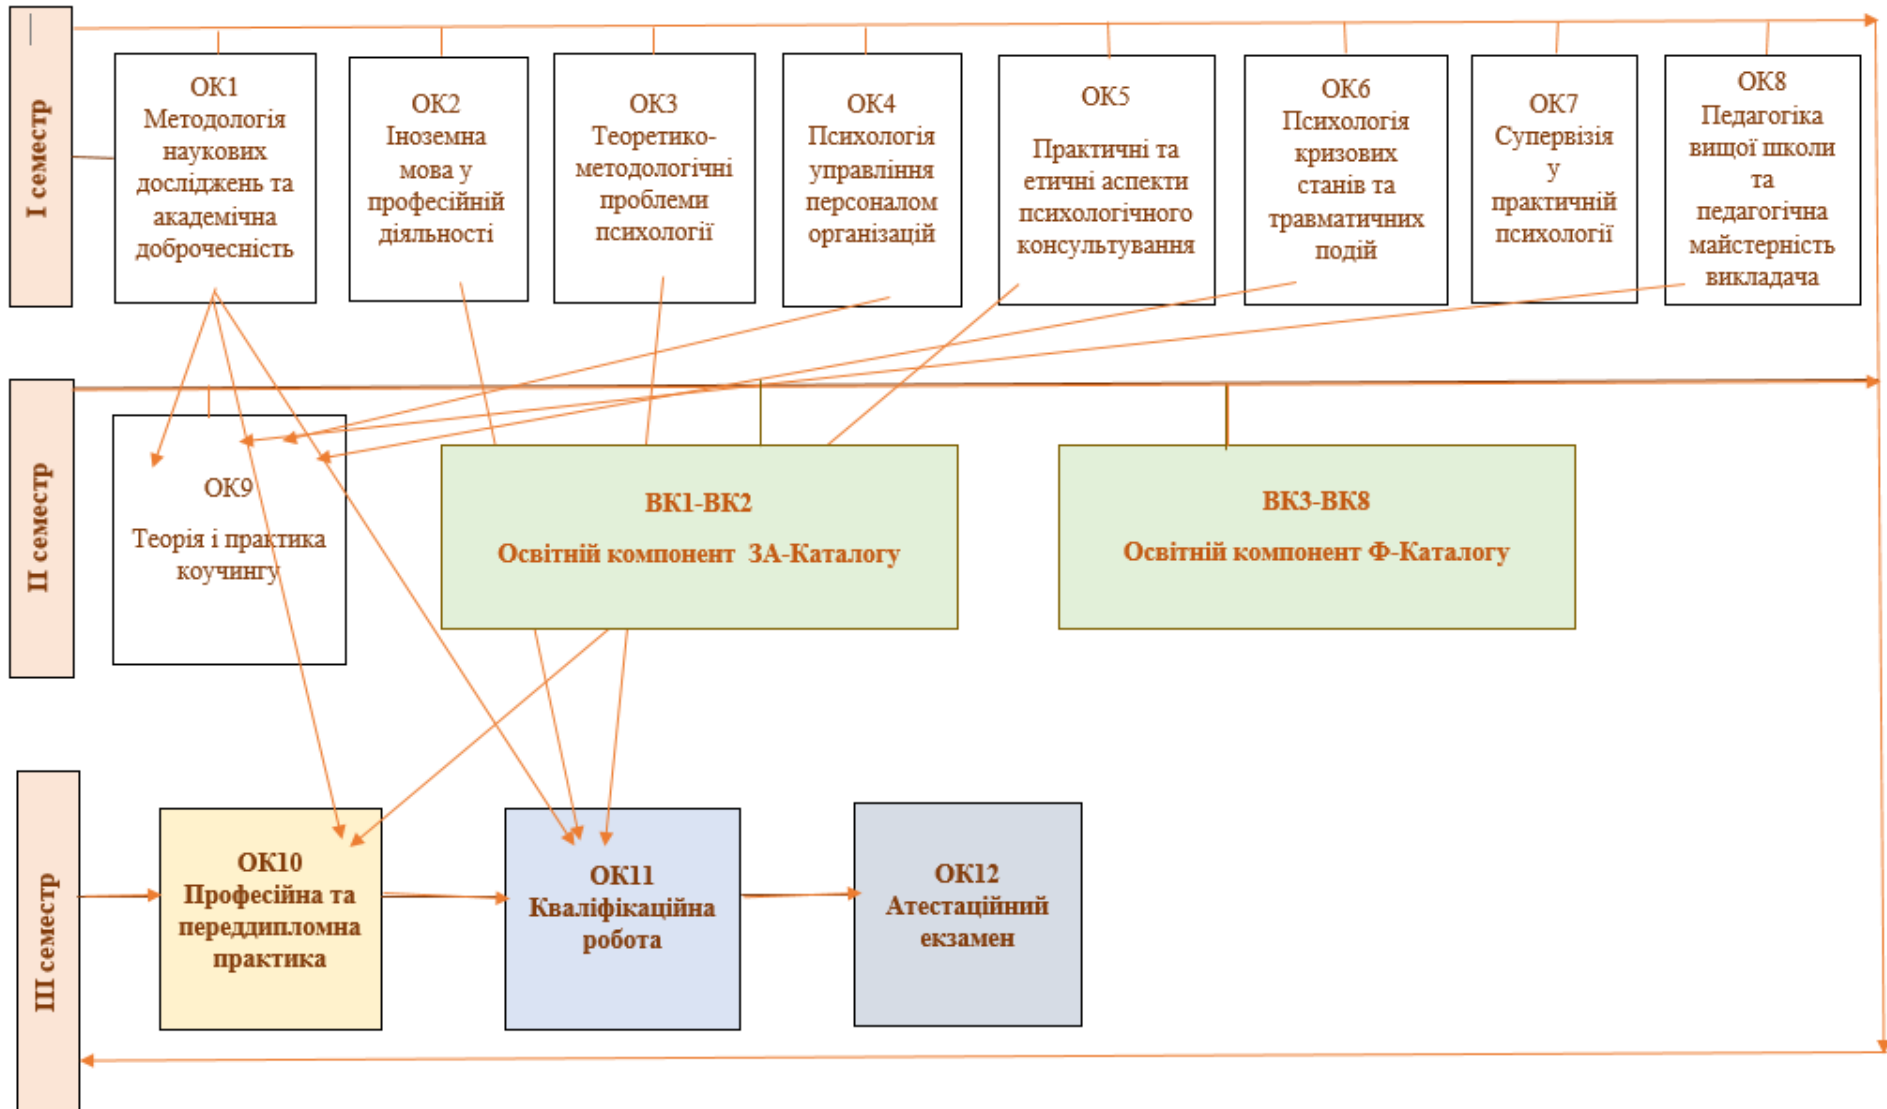 І семестр
ОК1
Методологія
наукових
досліджень та
академічна
доброчесність
ОК2
Іноземна
мова у
професійній
діяльності
ОК3
Теоретико-
методологічні
проблеми
психології
ОК4
Психологія
управління
персоналом
організацій
ОК5
Практичні та
етичні аспекти
психологічного
консультування
ОК6
Психологія
кризових
станів та
травматичних
подій
ОК7
Супервізія
у
практичній
психології
ОК8
Педагогіка
вищої школи
та
педагогічна
майстерність
викладача
ІІ семестр
ОК9
Теорія і практика
коучингу
ВК1-ВК2
Освітній компонент ЗА-Каталогу
ВК3-ВК8
Освітній компонент Ф-Каталогу
ІІІ семестр
ОК10
Професійна та
переддипломна
практика
ОК11
Кваліфікаційна
робота
ОК12
Атестаційний
екзамен